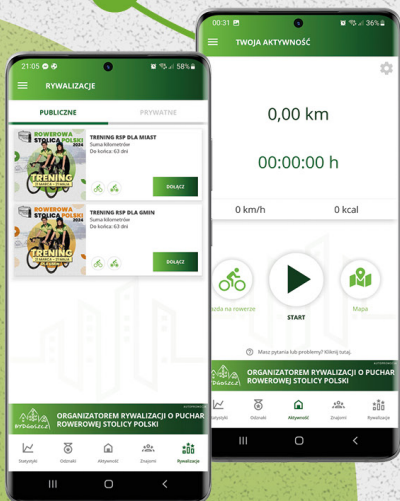 21:05
58%
RYWALIZACJE
PUBLICZNE
PRYWATNE
ROWEROWA
STOLICA POLSKI
2024
TRENING
TRENING RSP DLA MIAST
Suma kilometrów
Do końca: 63 dni
DOŁĄCZ
ROWEROWA
STOLICA POLSKI
2024
TRENING
TRENING RSP DLA GMIN
Suma kilometrów
Do końca: 63 dni
DOŁĄCZ
BYDGOSZCZ
ORGANIZATOREM RYWALIZACJI O PUCHAR
ROWEROWEJ STOLICY POLSKI
Statystyki
Odznaki
Aktywność
Znajomi
Rywalizacje
00:31
36%
TWOJA AKTYWNOŚĆ
0,00 km
00:00:00 h
0 km/h
0 kcal
Jazda na rowerze
START
Mapa
Masz pytania lub problemy? Kliknij tutaj.
BYDGOSZCZ
ORGANIZATOREM RYWALIZACJI O PUCHAR
ROWEROWEJ STOLICY POLSKI
Statystyki
Odznaki
Aktywność
Znajomi
Rywalizacje